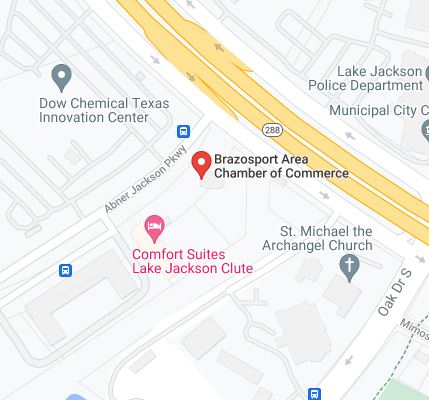 Lake Jackson
Police Department
Dow Chemical Texas
Innovation Center
Municipal City C
288
Abner Jackson Pkwy
Brazosport Area
Chamber of Commerce
St. Michael the
Archangel Church
Comfort Suites
Lake Jackson Clute
Oak Dr S
Mimos